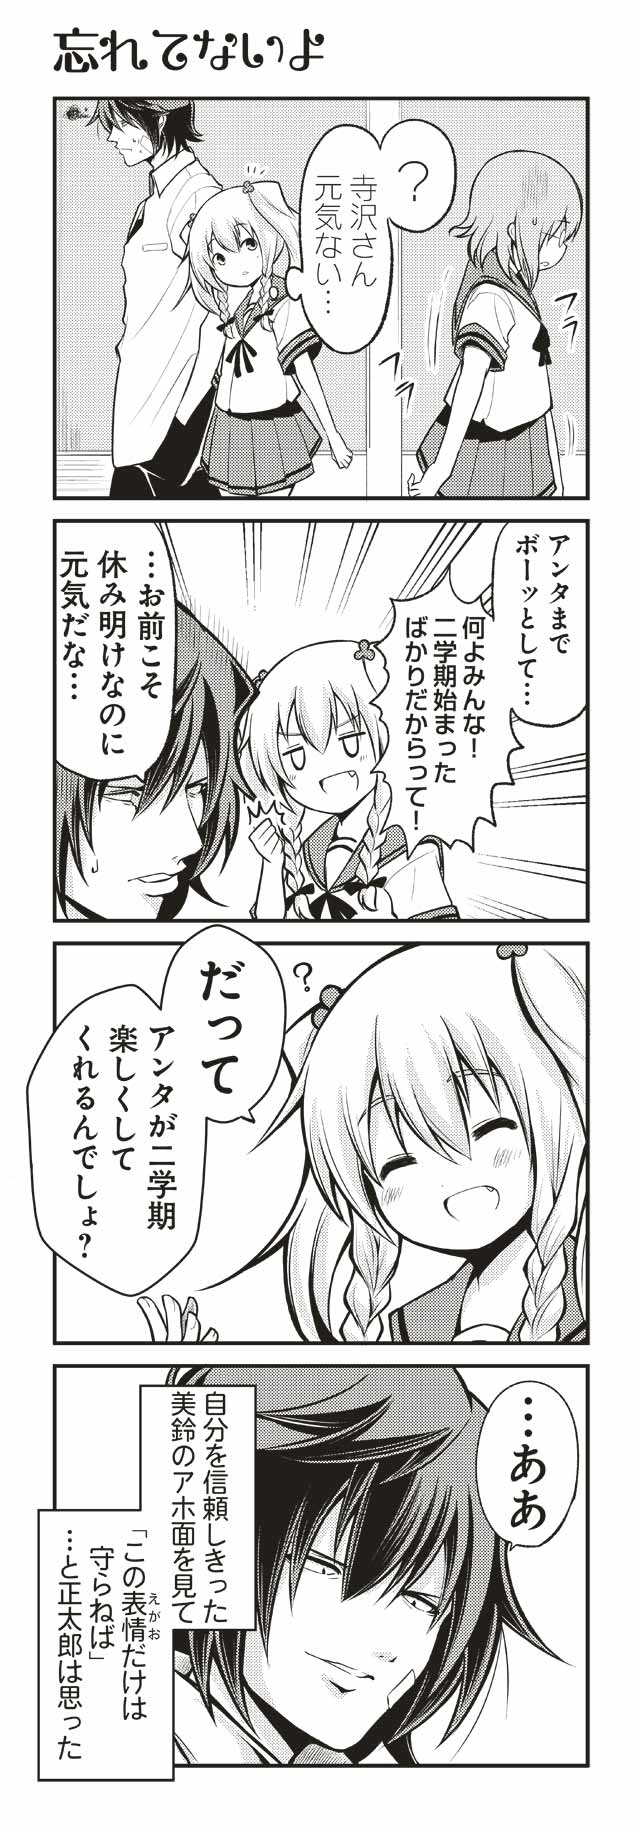 忘れてないよ
?
寺沢さん
元気ない…
アンタまで
ボーッとして…
何よみんな!
二学期始まった
ばかりだからって!
…お前こそ
休み明けなのに
元気だな…
?
だって
アンタが二学期
楽しくして
くれるんでしょ?
…ああ
自分を信頼しきった
美鈴のアホ面を見て
「この表情だけは
えがお
守らねば」
…と正太郎は思った